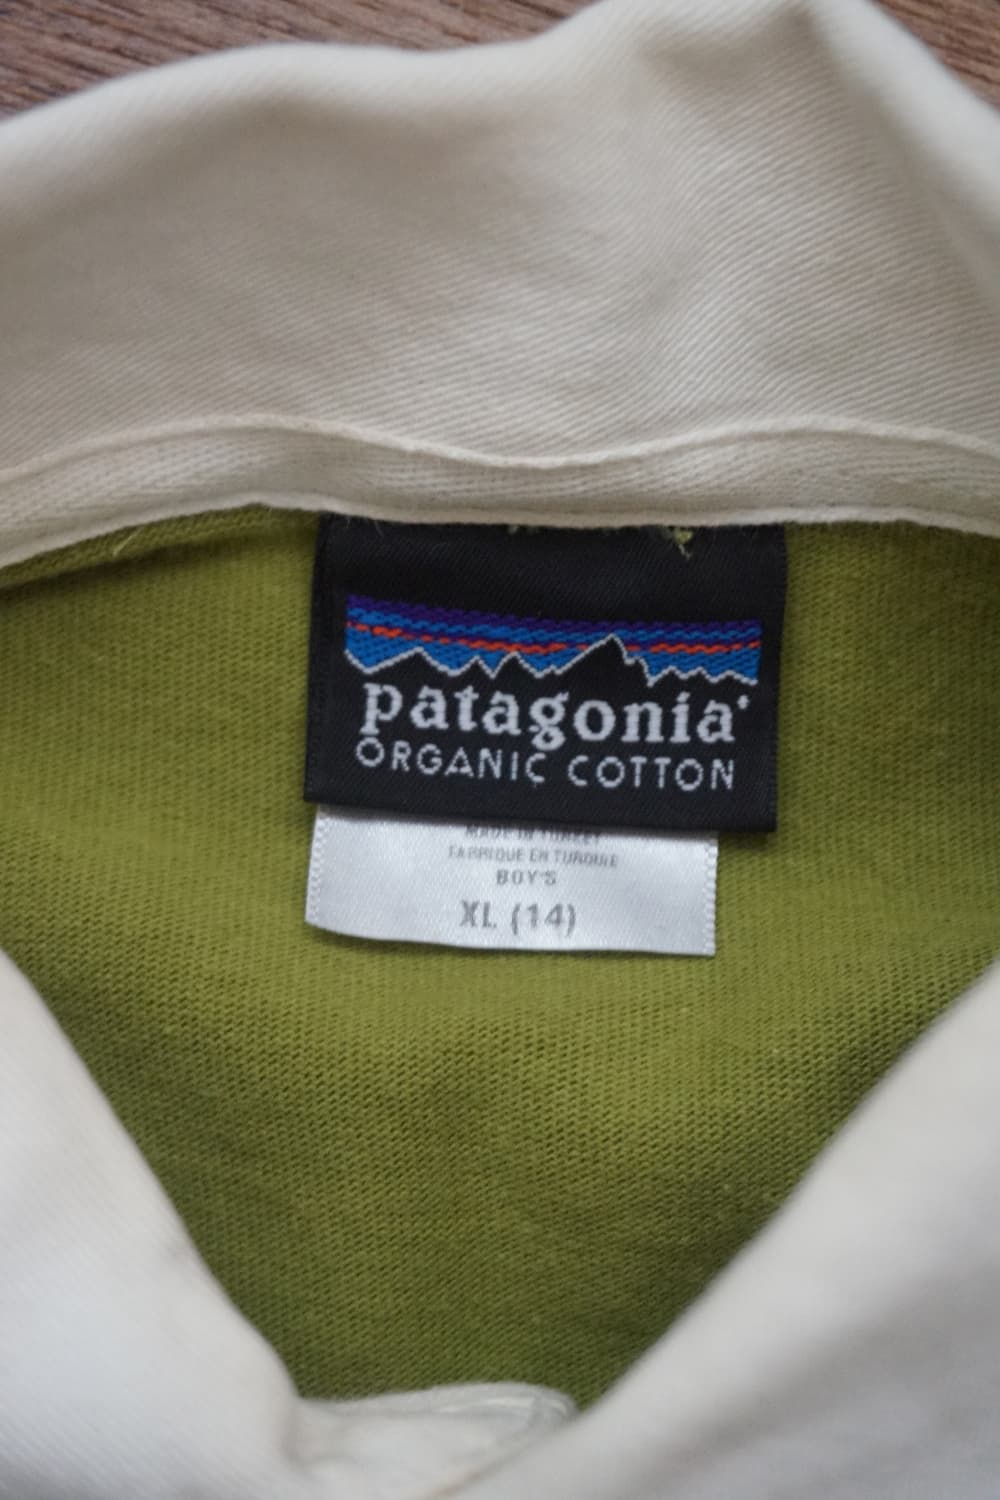 patagonia®
ORGANIC COTTON
MADE IN TURKEY
FABRIQUE EN TURQUIE
BOY'S
XL (14)